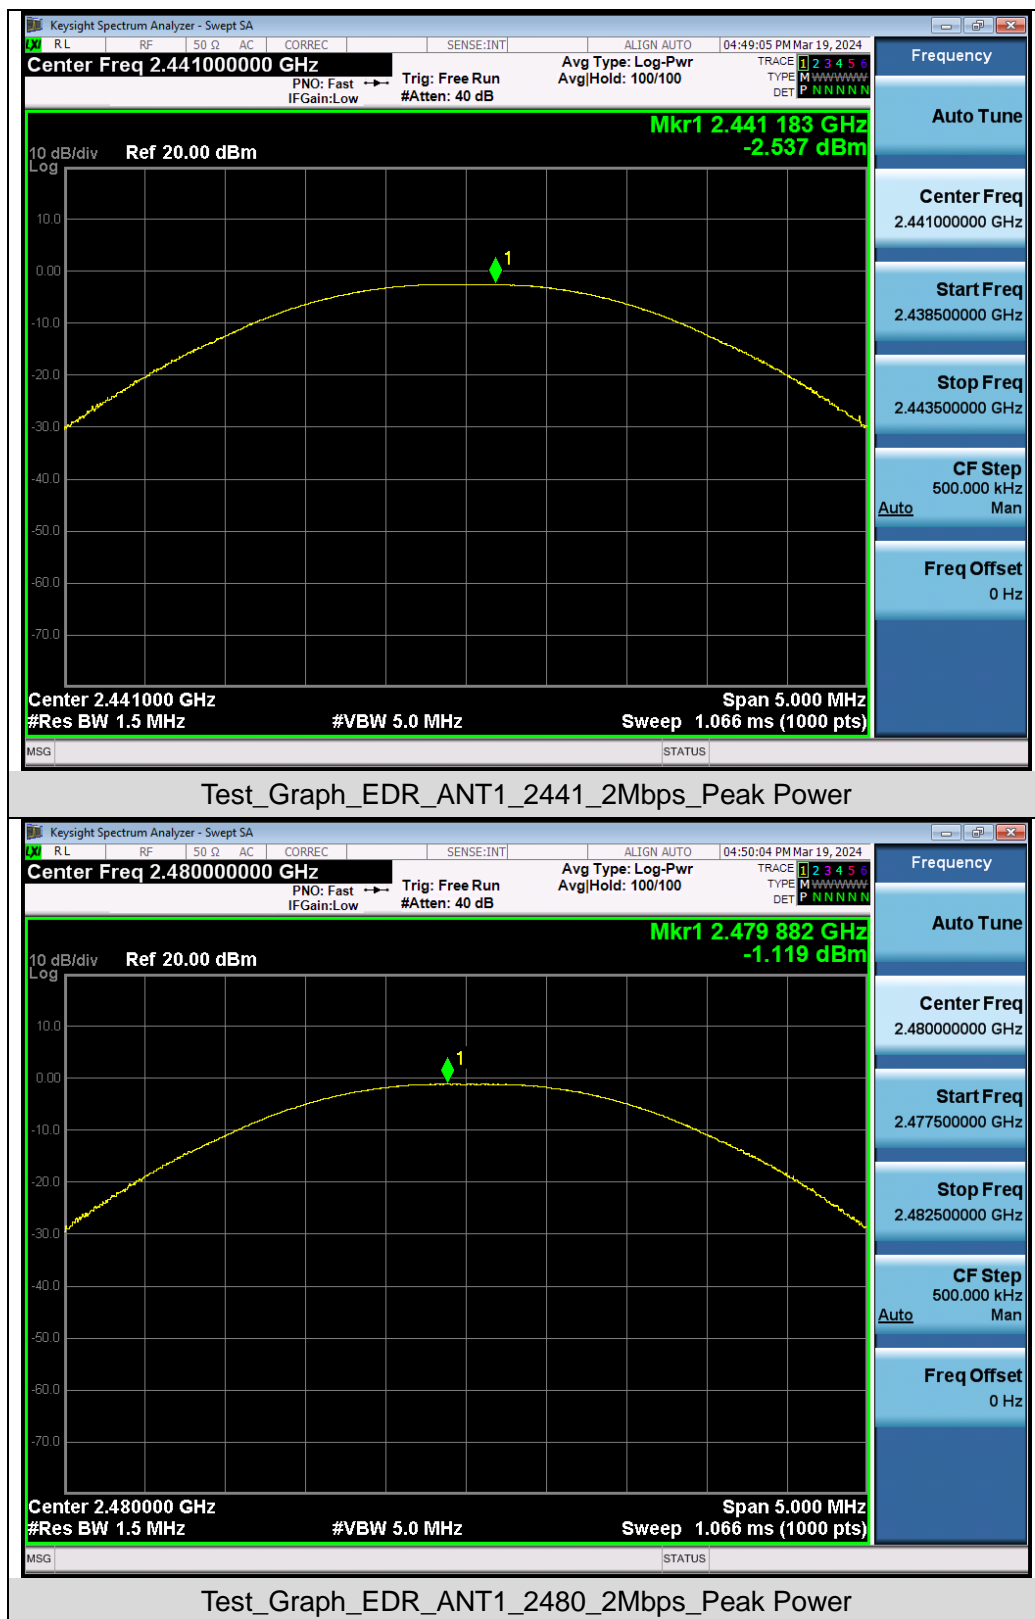 Keysight Spectrum Analyzer - Swept SA
LXI RL RF 50 Ω AC CORREC SENSE:INT ALIGN AUTO 04:49:05 PM Mar 19, 2024
Center Freq 2.441000000 GHz
PNO: Fast
IFGain:Low
Trig: Free Run
#Atten: 40 dB
Avg Type: Log-Pwr
Avg|Hold: 100/100
TRACE 1 2 3 4 5 6
TYPE M WWWWW
DET P N N N N N
Frequency
Mkr1 2.441 183 GHz
-2.537 dBm
10 dB/div Ref 20.00 dBm
Log
10.0
0.00
-10.0
-20.0
-30.0
-40.0
-50.0
-60.0
-70.0
1
Auto Tune
Center Freq
2.441000000 GHz
Start Freq
2.438500000 GHz
Stop Freq
2.443500000 GHz
CF Step
500.000 kHz
Auto Man
Freq Offset
0 Hz
Center 2.441000 GHz Span 5.000 MHz
#Res BW 1.5 MHz #VBW 5.0 MHz Sweep 1.066 ms (1000 pts)
MSG STATUS
Test_Graph_EDR_ANT1_2441_2Mbps_Peak Power
Keysight Spectrum Analyzer - Swept SA
LXI RL RF 50 Ω AC CORREC SENSE:INT ALIGN AUTO 04:50:04 PM Mar 19, 2024
Center Freq 2.480000000 GHz
PNO: Fast
IFGain:Low
Trig: Free Run
#Atten: 40 dB
Avg Type: Log-Pwr
Avg|Hold: 100/100
TRACE 1 2 3 4 5 6
TYPE M WWWWW
DET P N N N N N
Frequency
Mkr1 2.479 882 GHz
-1.119 dBm
10 dB/div Ref 20.00 dBm
Log
10.0
0.00
-10.0
-20.0
-30.0
-40.0
-50.0
-60.0
-70.0
1
Auto Tune
Center Freq
2.480000000 GHz
Start Freq
2.477500000 GHz
Stop Freq
2.482500000 GHz
CF Step
500.000 kHz
Auto Man
Freq Offset
0 Hz
Center 2.480000 GHz Span 5.000 MHz
#Res BW 1.5 MHz #VBW 5.0 MHz Sweep 1.066 ms (1000 pts)
MSG STATUS
Test_Graph_EDR_ANT1_2480_2Mbps_Peak Power